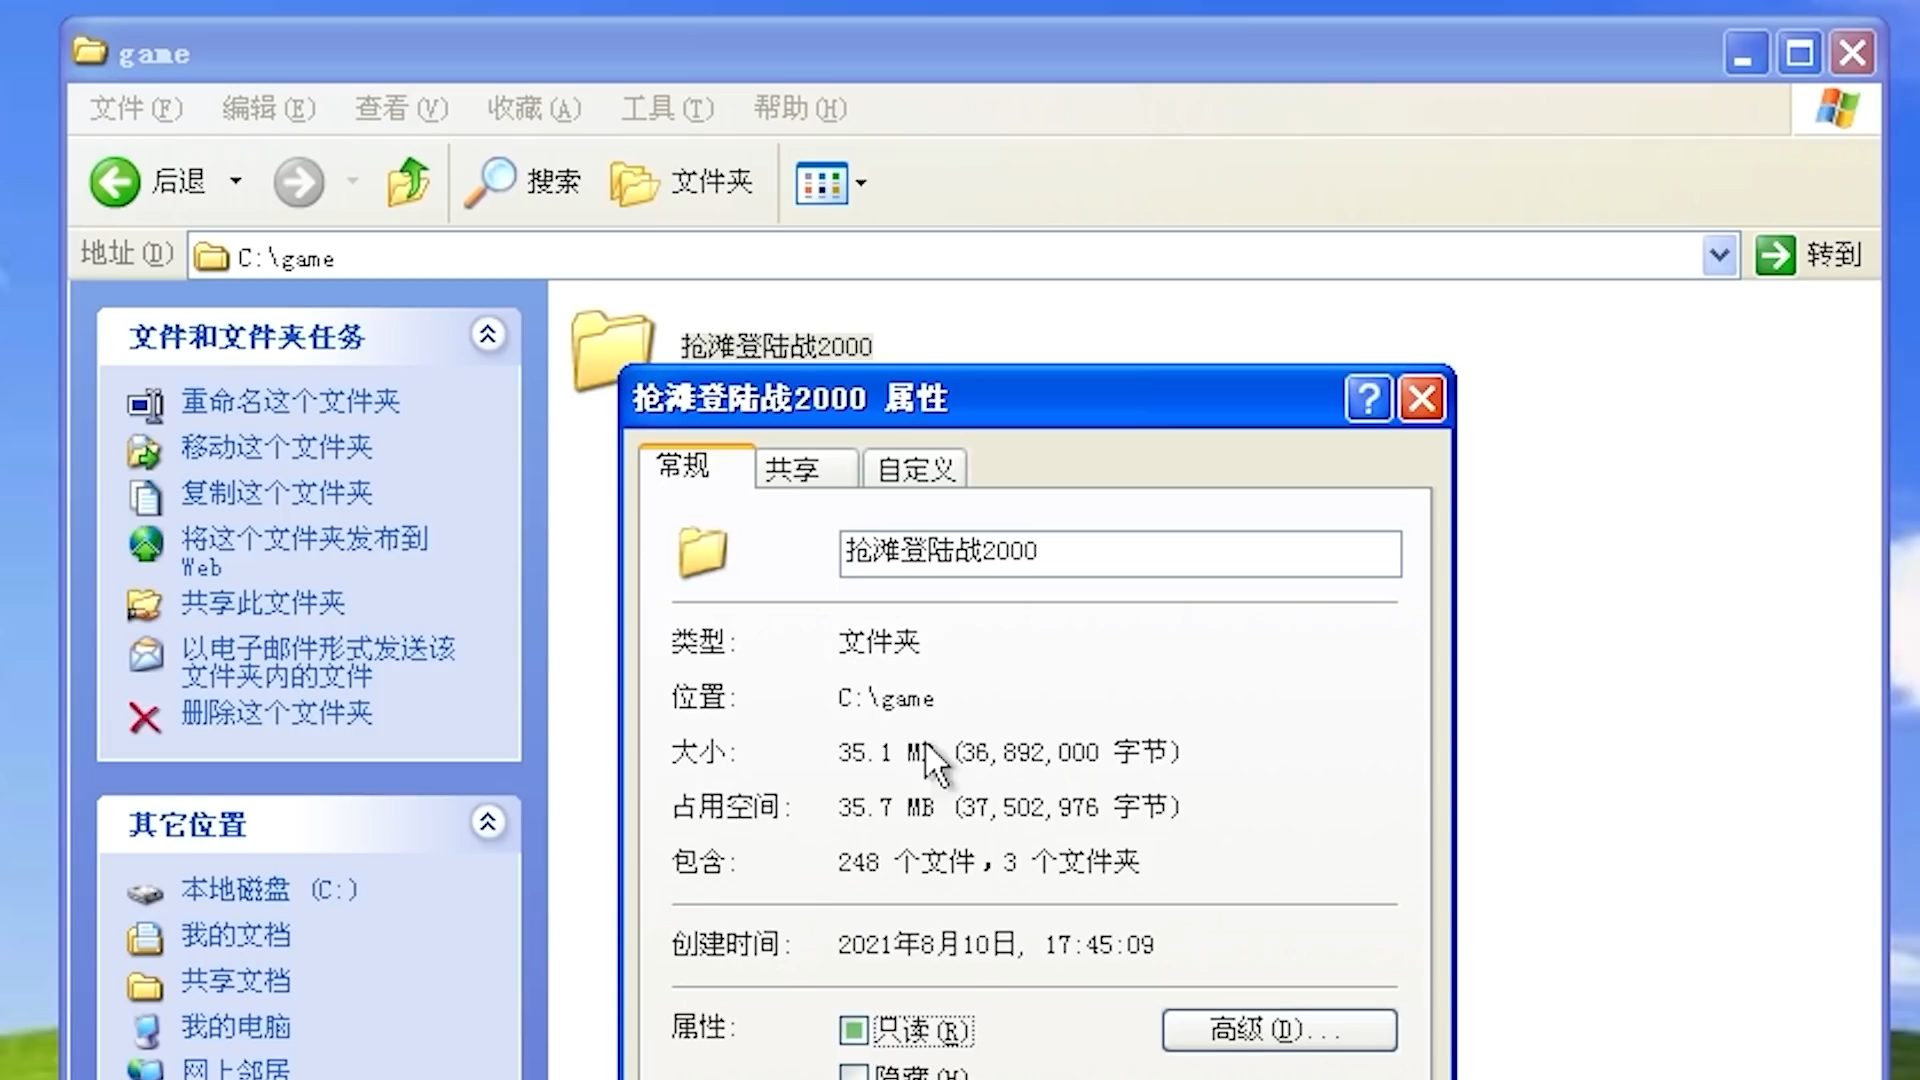 game
文件(F) 编辑(E) 查看(V) 收藏(A) 工具(T) 帮助(H)
后退 搜索 文件夹
地址(D) C:\game 转到
文件和文件夹任务
重命名这个文件夹
移动这个文件夹
复制这个文件夹
将这个文件夹发布到
Web
共享此文件夹
以电子邮件形式发送该
文件夹内的文件
删除这个文件夹
其它位置
本地磁盘 (C:)
我的文档
共享文档
我的电脑
网上邻居
抢滩登陆战2000
抢滩登陆战2000 属性
常规 共享 自定义
抢滩登陆战2000
类型: 文件夹
位置: C:\game
大小: 35.1 MB (36,892,000 字节)
占用空间: 35.7 MB (37,502,976 字节)
包含: 248 个文件，3 个文件夹
创建时间: 2021年8月10日, 17:45:09
属性: 只读(R) 高级(D)...
隐藏(H)